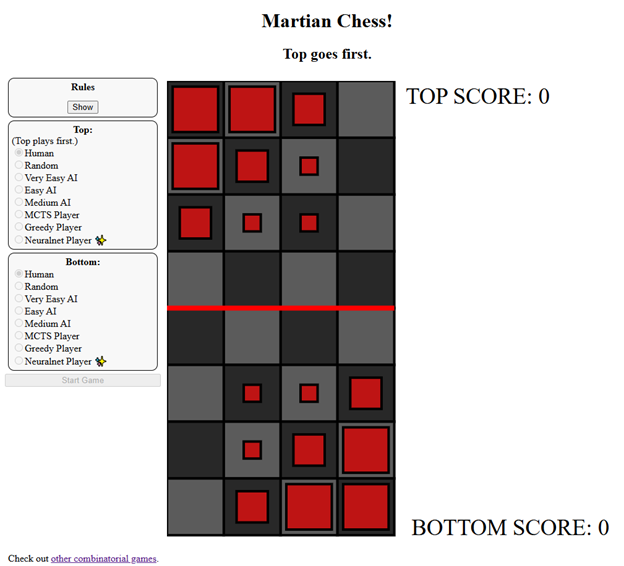 Martian Chess!
Top goes first.
Rules
Show
Top:
(Top plays first.)
Human
Random
Very Easy AI
Easy AI
Medium AI
MCTS Player
Greedy Player
Neuralnet Player ✨
Bottom:
Human
Random
Very Easy AI
Easy AI
Medium AI
MCTS Player
Greedy Player
Neuralnet Player ✨
Start Game
TOP SCORE: 0
BOTTOM SCORE: 0
Check out other combinatorial games.